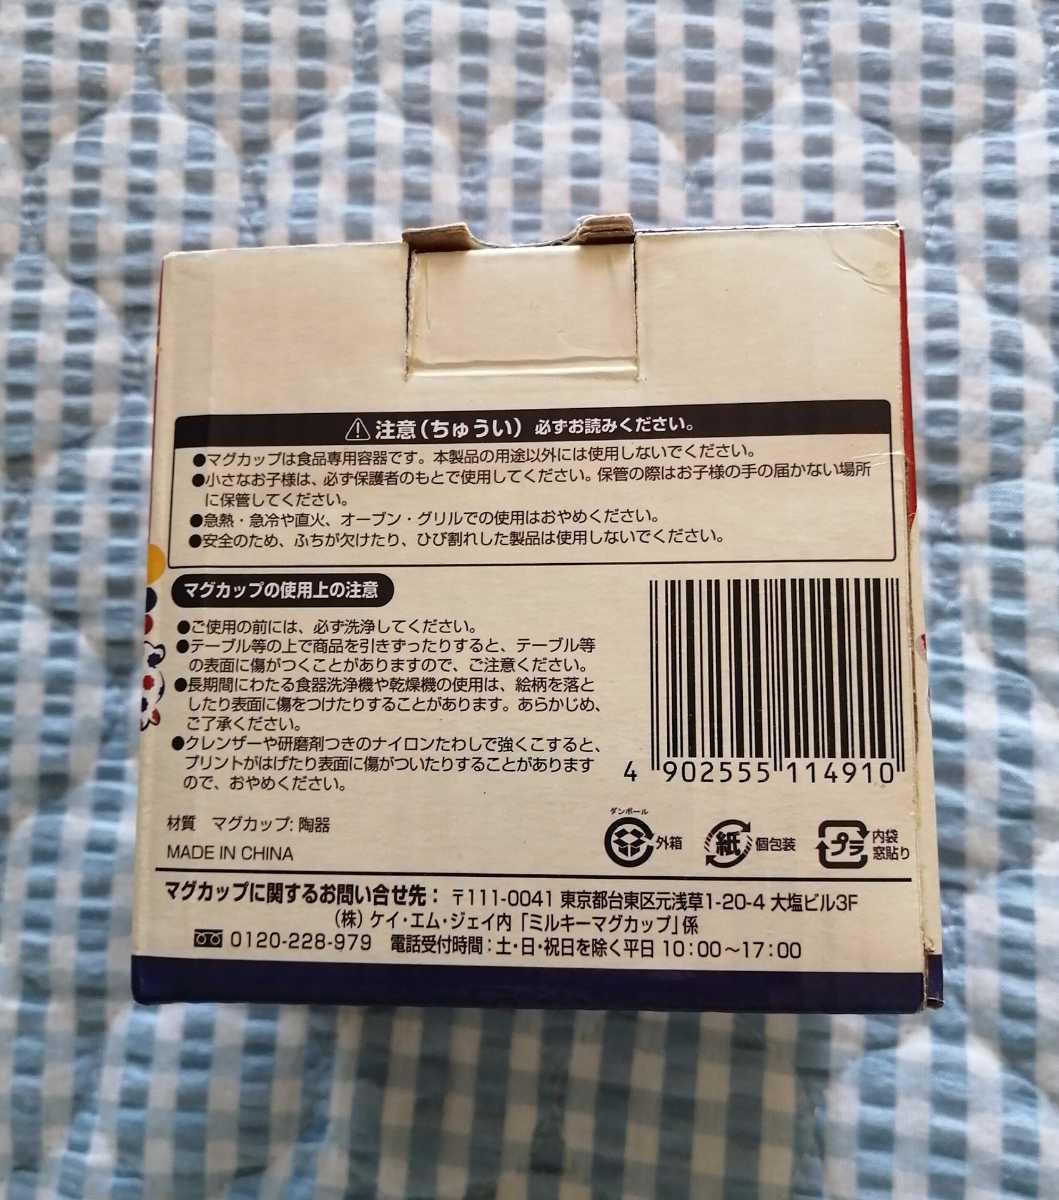 注意(ちゅうい) 必ずお読みください。
●マグカップは食品専用容器です。本製品の用途以外には使用しないでください。
●小さなお子様は、必ず保護者のもとで使用してください。保管の際はお子様の手の届かない場所
に保管してください。
●急熱・急冷や直火、オーブン・グリルでの使用はおやめください。
●安全のため、ふちが欠けたり、ひび割れした製品は使用しないでください。
マグカップの使用上の注意
●ご使用の前には、必ず洗浄してください。
●テーブル等の上で商品を引きずったりすると、テーブル等
の表面に傷がつくことがありますので、ご注意ください。
●長期間にわたる食器洗浄機や乾燥機の使用は、絵柄を落と
したり表面に傷をつけたりすることがあります。あらかじめ、
ご了承ください。
●クレンザーや研磨剤つきのナイロンたわしで強くこすると、
プリントがはげたり表面に傷がついたりすることがあります
ので、おやめください。
4 902555 114910
材質 マグカップ:陶器
MADE IN CHINA
ダンボール
外箱
紙
個包装
プラ
内袋
窓貼り
マグカップに関するお問い合せ先: 〒111-0041 東京都台東区元浅草1-20-4 大塩ビル3F
(株)ケイ・エム・ジェイ内「ミルキーマグカップ」係
0120-228-979 電話受付時間:土・日・祝日を除く平日 10:00〜17:00